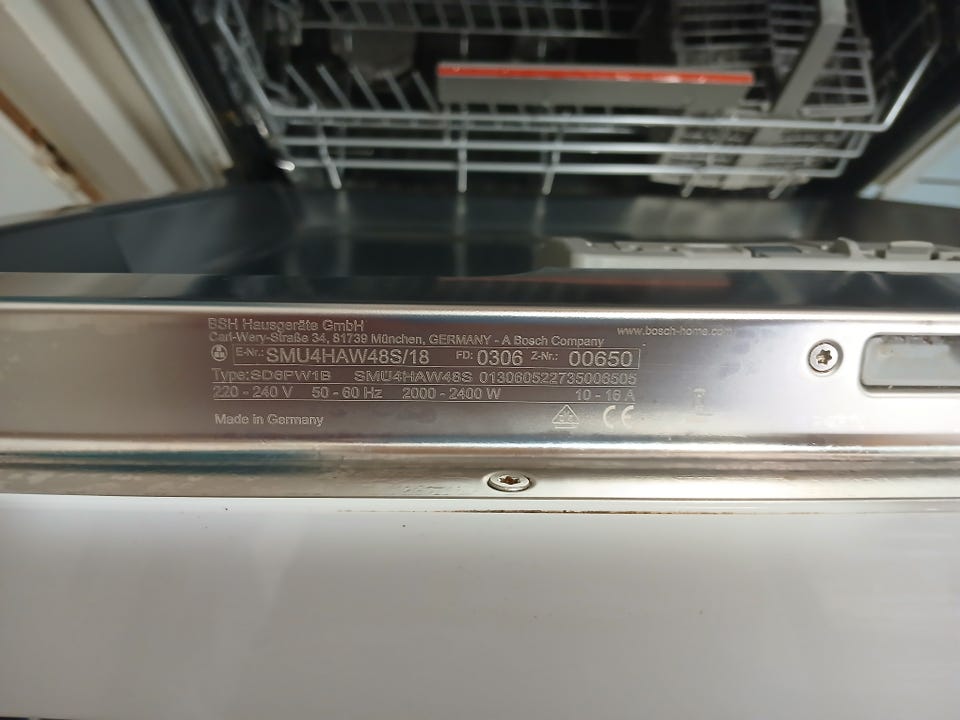 BSH Hausgeräte GmbH
Carl-Wery-Straße 34, 81739 München, GERMANY - A Bosch Company
www.bosch-home.com
E-Nr.: SMU4HAW48S/18 FD: 0306 Z-Nr.: 00650
Type: SD6PW1B SMU4HAW48S 013060522735006505
220 - 240 V 50 - 60 Hz 2000 - 2400 W 10 - 16 A
Made in Germany
CE